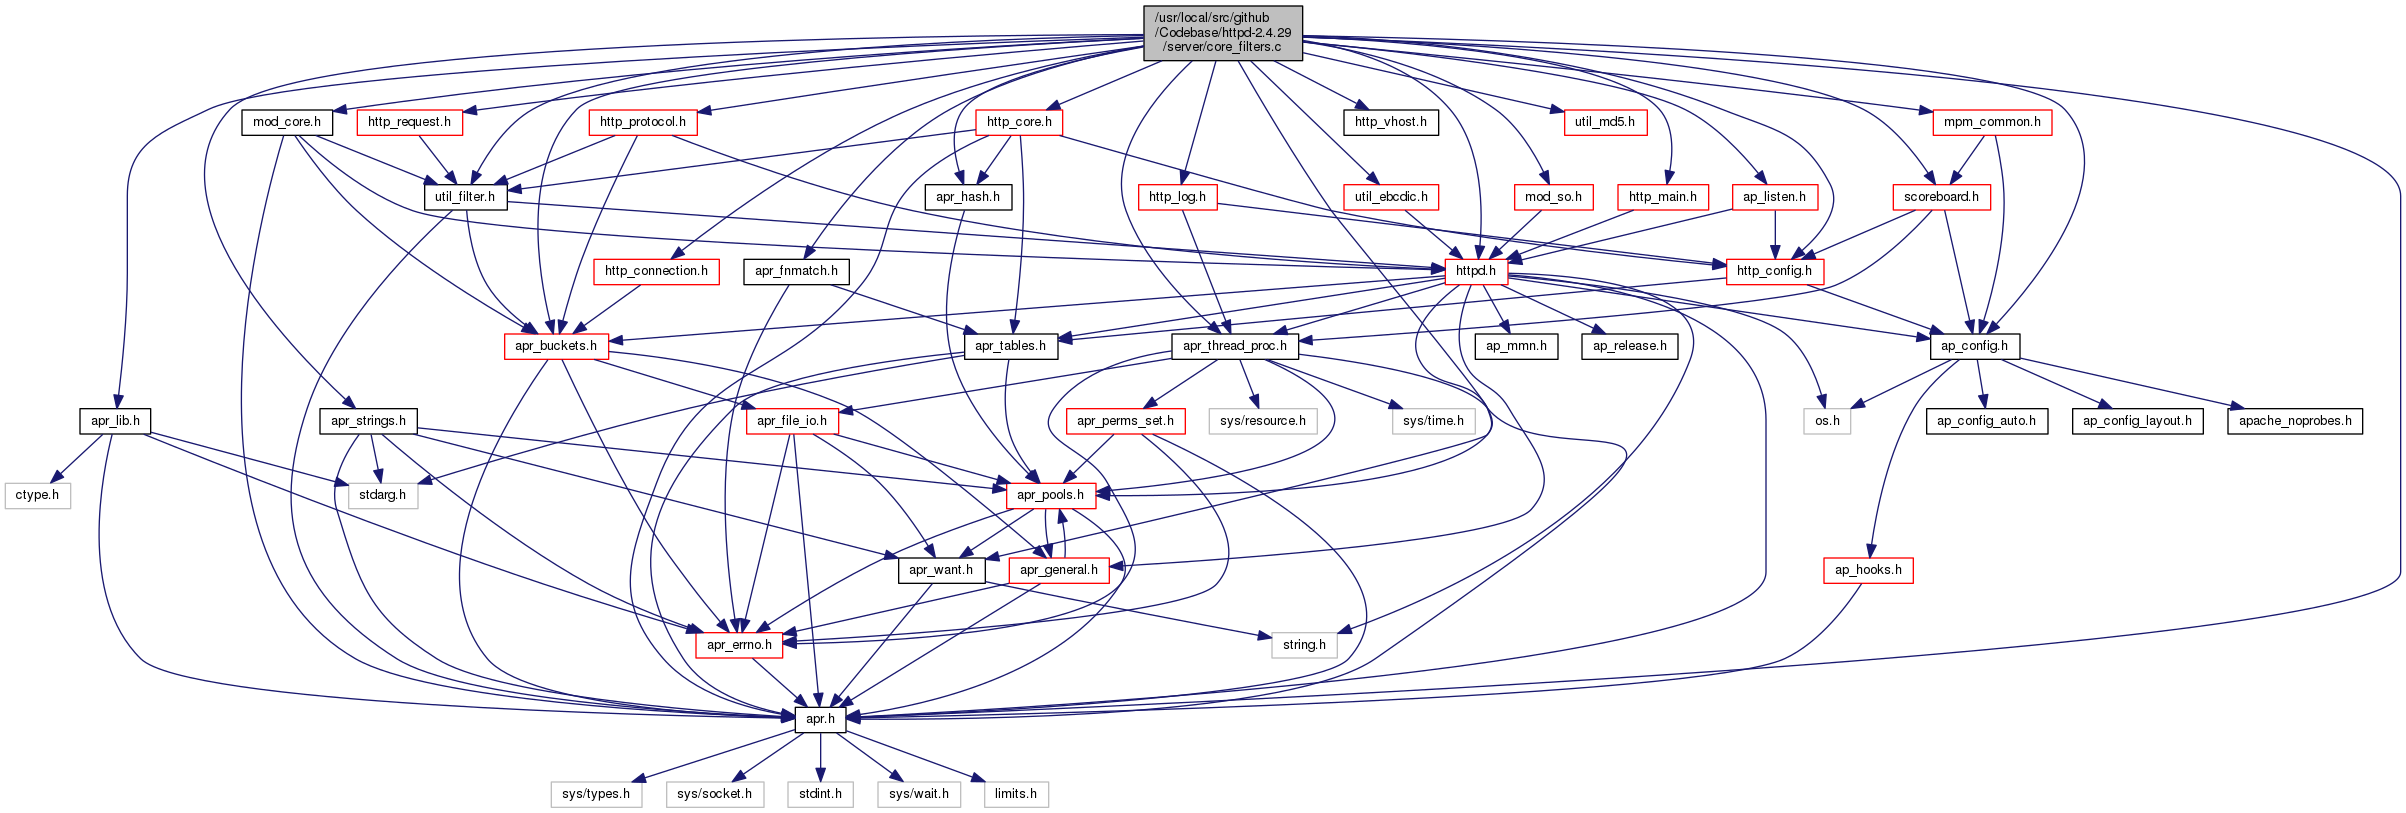 /usr/local/src/github
/Codebase/httpd-2.4.29
/server/core_filters.c
mod_core.h
http_request.h
http_protocol.h
http_core.h
http_vhost.h
util_md5.h
mpm_common.h
util_filter.h
apr_hash.h
http_log.h
util_ebcdic.h
mod_so.h
http_main.h
ap_listen.h
scoreboard.h
http_connection.h
apr_fnmatch.h
httpd.h
http_config.h
apr_buckets.h
apr_tables.h
apr_thread_proc.h
ap_mmn.h
ap_release.h
ap_config.h
apr_lib.h
apr_strings.h
apr_file_io.h
apr_perms_set.h
sys/resource.h
sys/time.h
os.h
ap_config_auto.h
ap_config_layout.h
apache_noprobes.h
ctype.h
stdarg.h
apr_pools.h
apr_want.h
apr_general.h
ap_hooks.h
apr_errno.h
string.h
apr.h
sys/types.h
sys/socket.h
stdint.h
sys/wait.h
limits.h